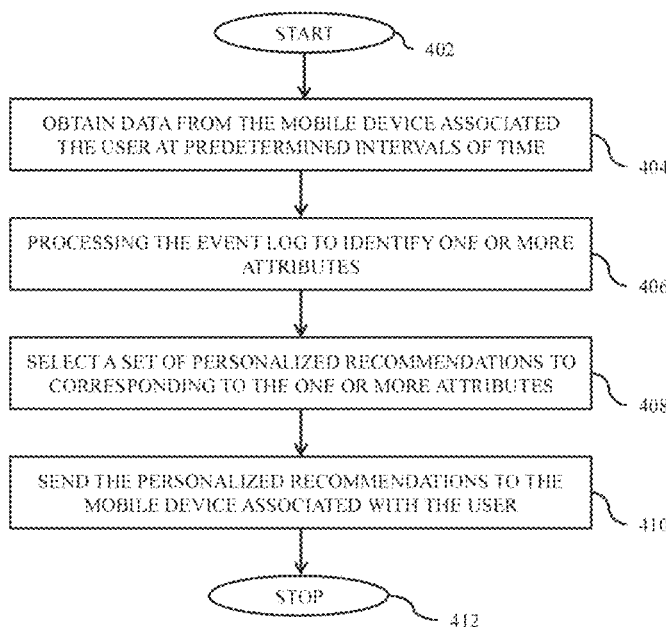 START
402
OBTAIN DATA FROM THE MOBILE DEVICE ASSOCIATED
THE USER AT PREDETERMINED INTERVALS OF TIME
404
PROCESSING THE EVENT LOG TO IDENTIFY ONE OR MORE
ATTRIBUTES
406
SELECT A SET OF PERSONALIZED RECOMMENDATIONS TO
CORRESPONDING TO THE ONE OR MORE ATTRIBUTES
408
SEND THE PERSONALIZED RECOMMENDATIONS TO THE
MOBILE DEVICE ASSOCIATED WITH THE USER
410
STOP
412